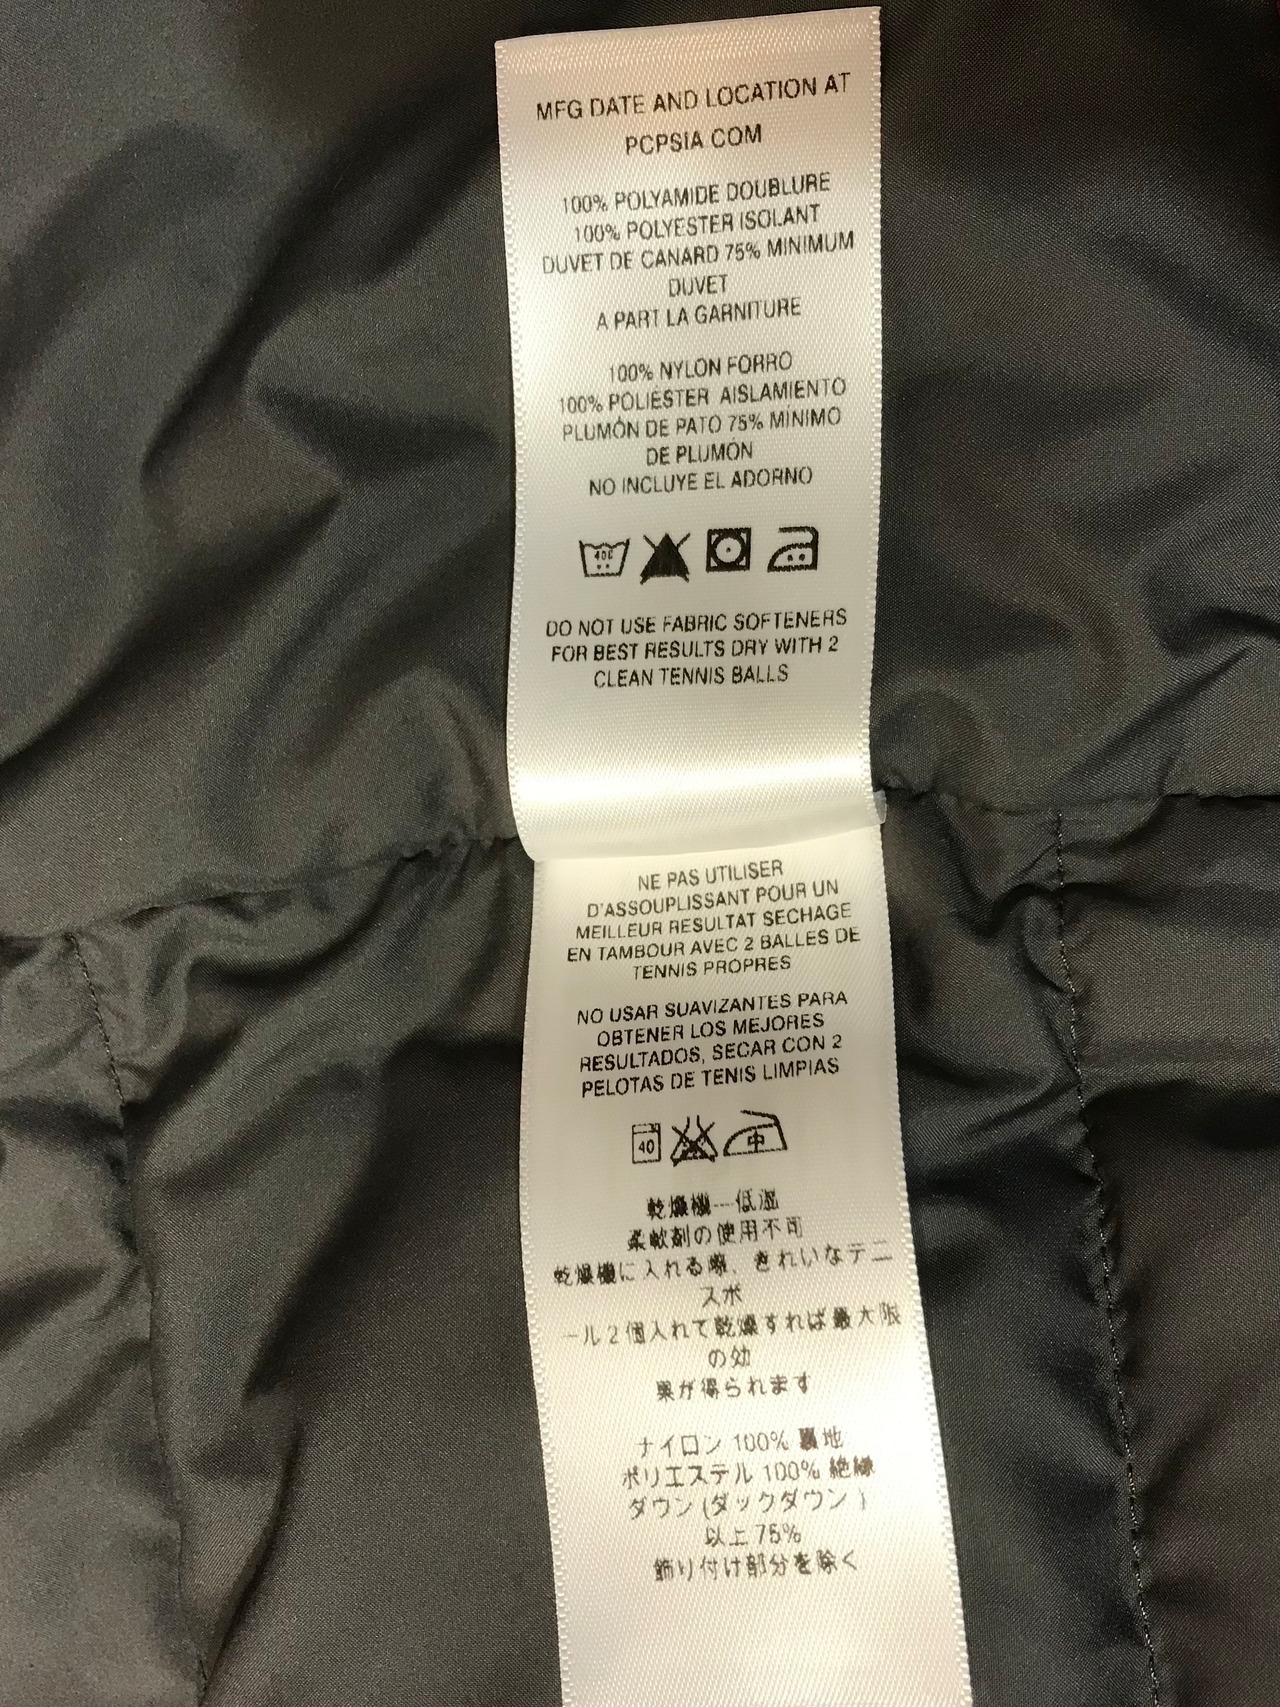 MFG DATE AND LOCATION AT
PCPSIA COM
100% POLYAMIDE DOUBLURE
100% POLYESTER ISOLANT
DUVET DE CANARD 75% MINIMUM
DUVET
A PART LA GARNITURE
100% NYLON FORRO
100% POLIÉSTER AISLAMIENTO
PLUMÓN DE PATO 75% MÍNIMO
DE PLUMÓN
NO INCLUYE EL ADORNO
40C
DO NOT USE FABRIC SOFTENERS
FOR BEST RESULTS DRY WITH 2
CLEAN TENNIS BALLS
NE PAS UTILISER
D'ASSOUPLISSANT POUR UN
MEILLEUR RESULTAT SECHAGE
EN TAMBOUR AVEC 2 BALLES DE
TENNIS PROPRES
NO USAR SUAVIZANTES PARA
OBTENER LOS MEJORES
RESULTADOS, SECAR CON 2
PELOTAS DE TENIS LIMPIAS
40 中
乾燥機―低温
柔軟剤の使用不可
乾燥機に入れる際、きれいなテニ
スボ
ール2個入れて乾燥すれば最大限
の効
果が得られます
ナイロン 100% 裏地
ポリエステル 100% 絶縁
ダウン (ダックダウン )
以上 75%
飾り付け部分を除く